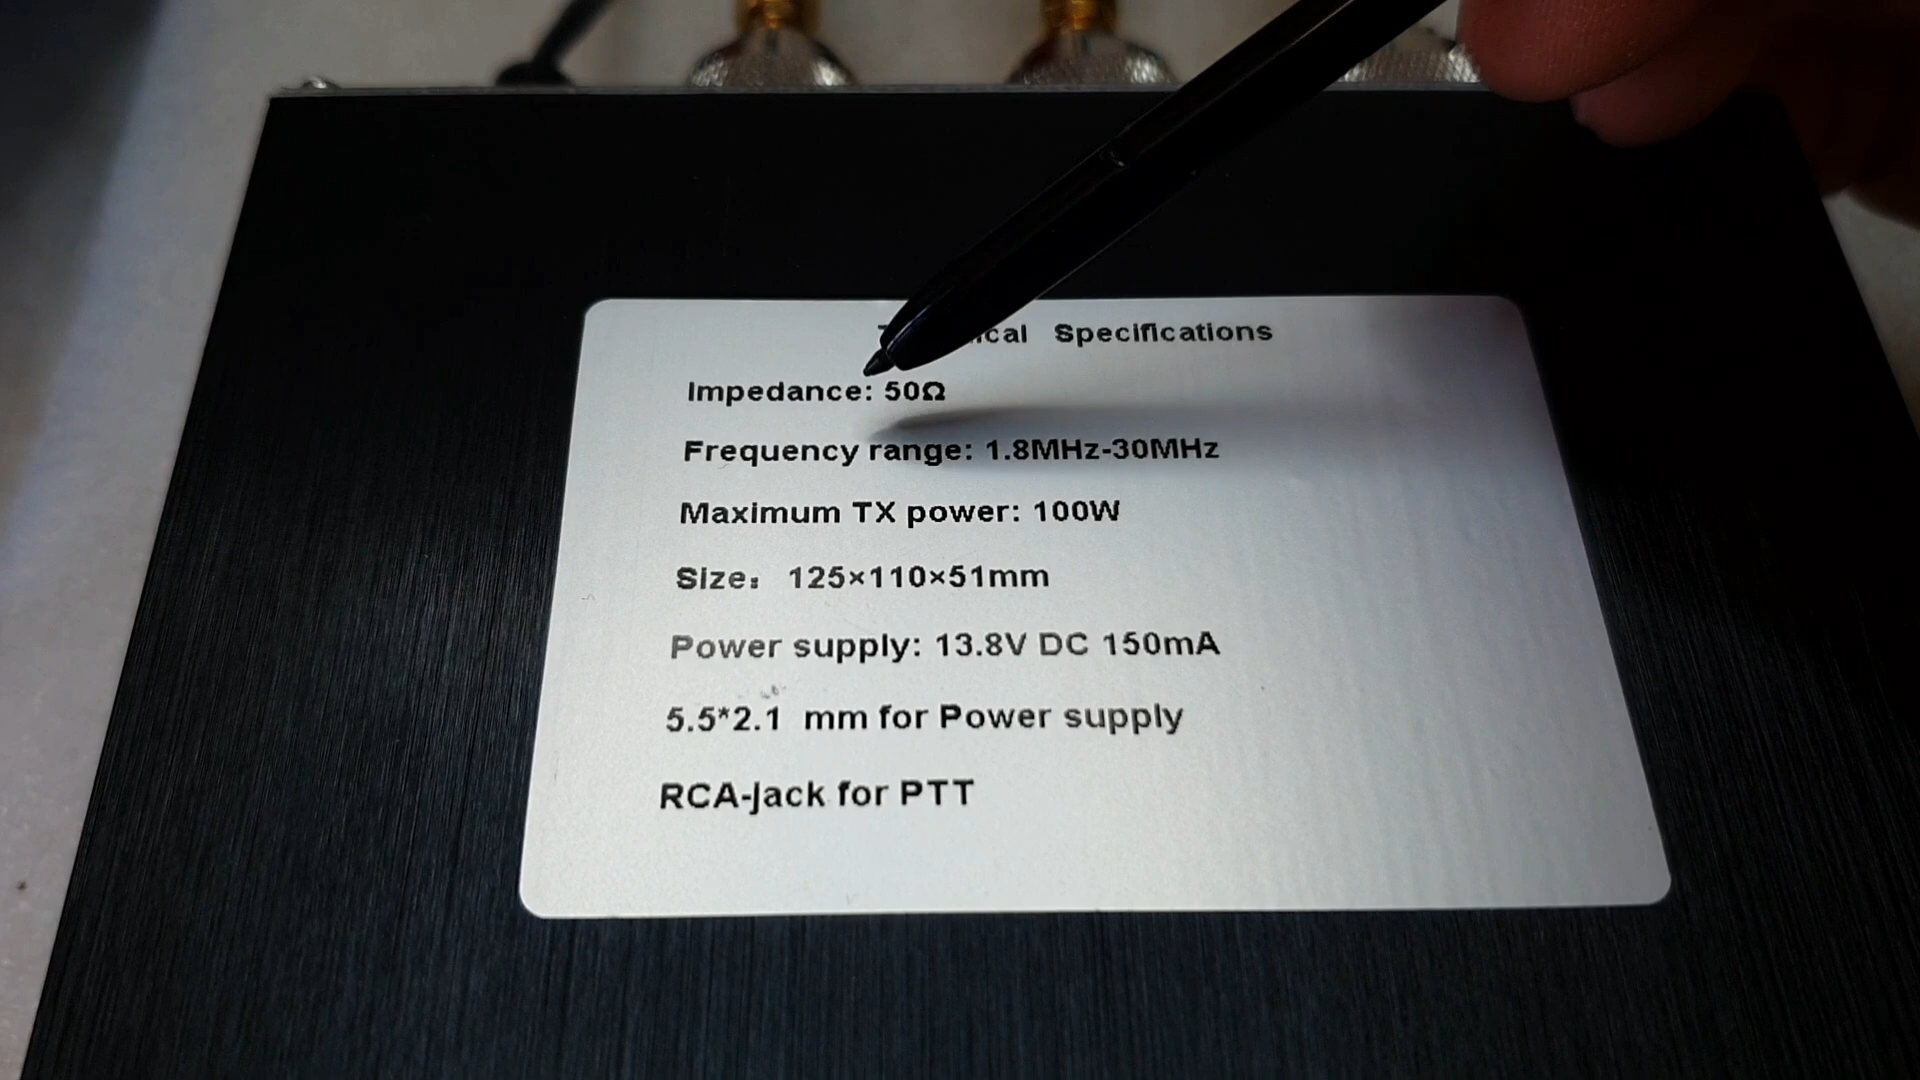 Specifications
Impedance: 50Ω
Frequency range: 1.8MHz-30MHz
Maximum TX power: 100W
Size： 125×110×51mm
Power supply: 13.8V DC 150mA
5.5*2.1 mm for Power supply
RCA-jack for PTT